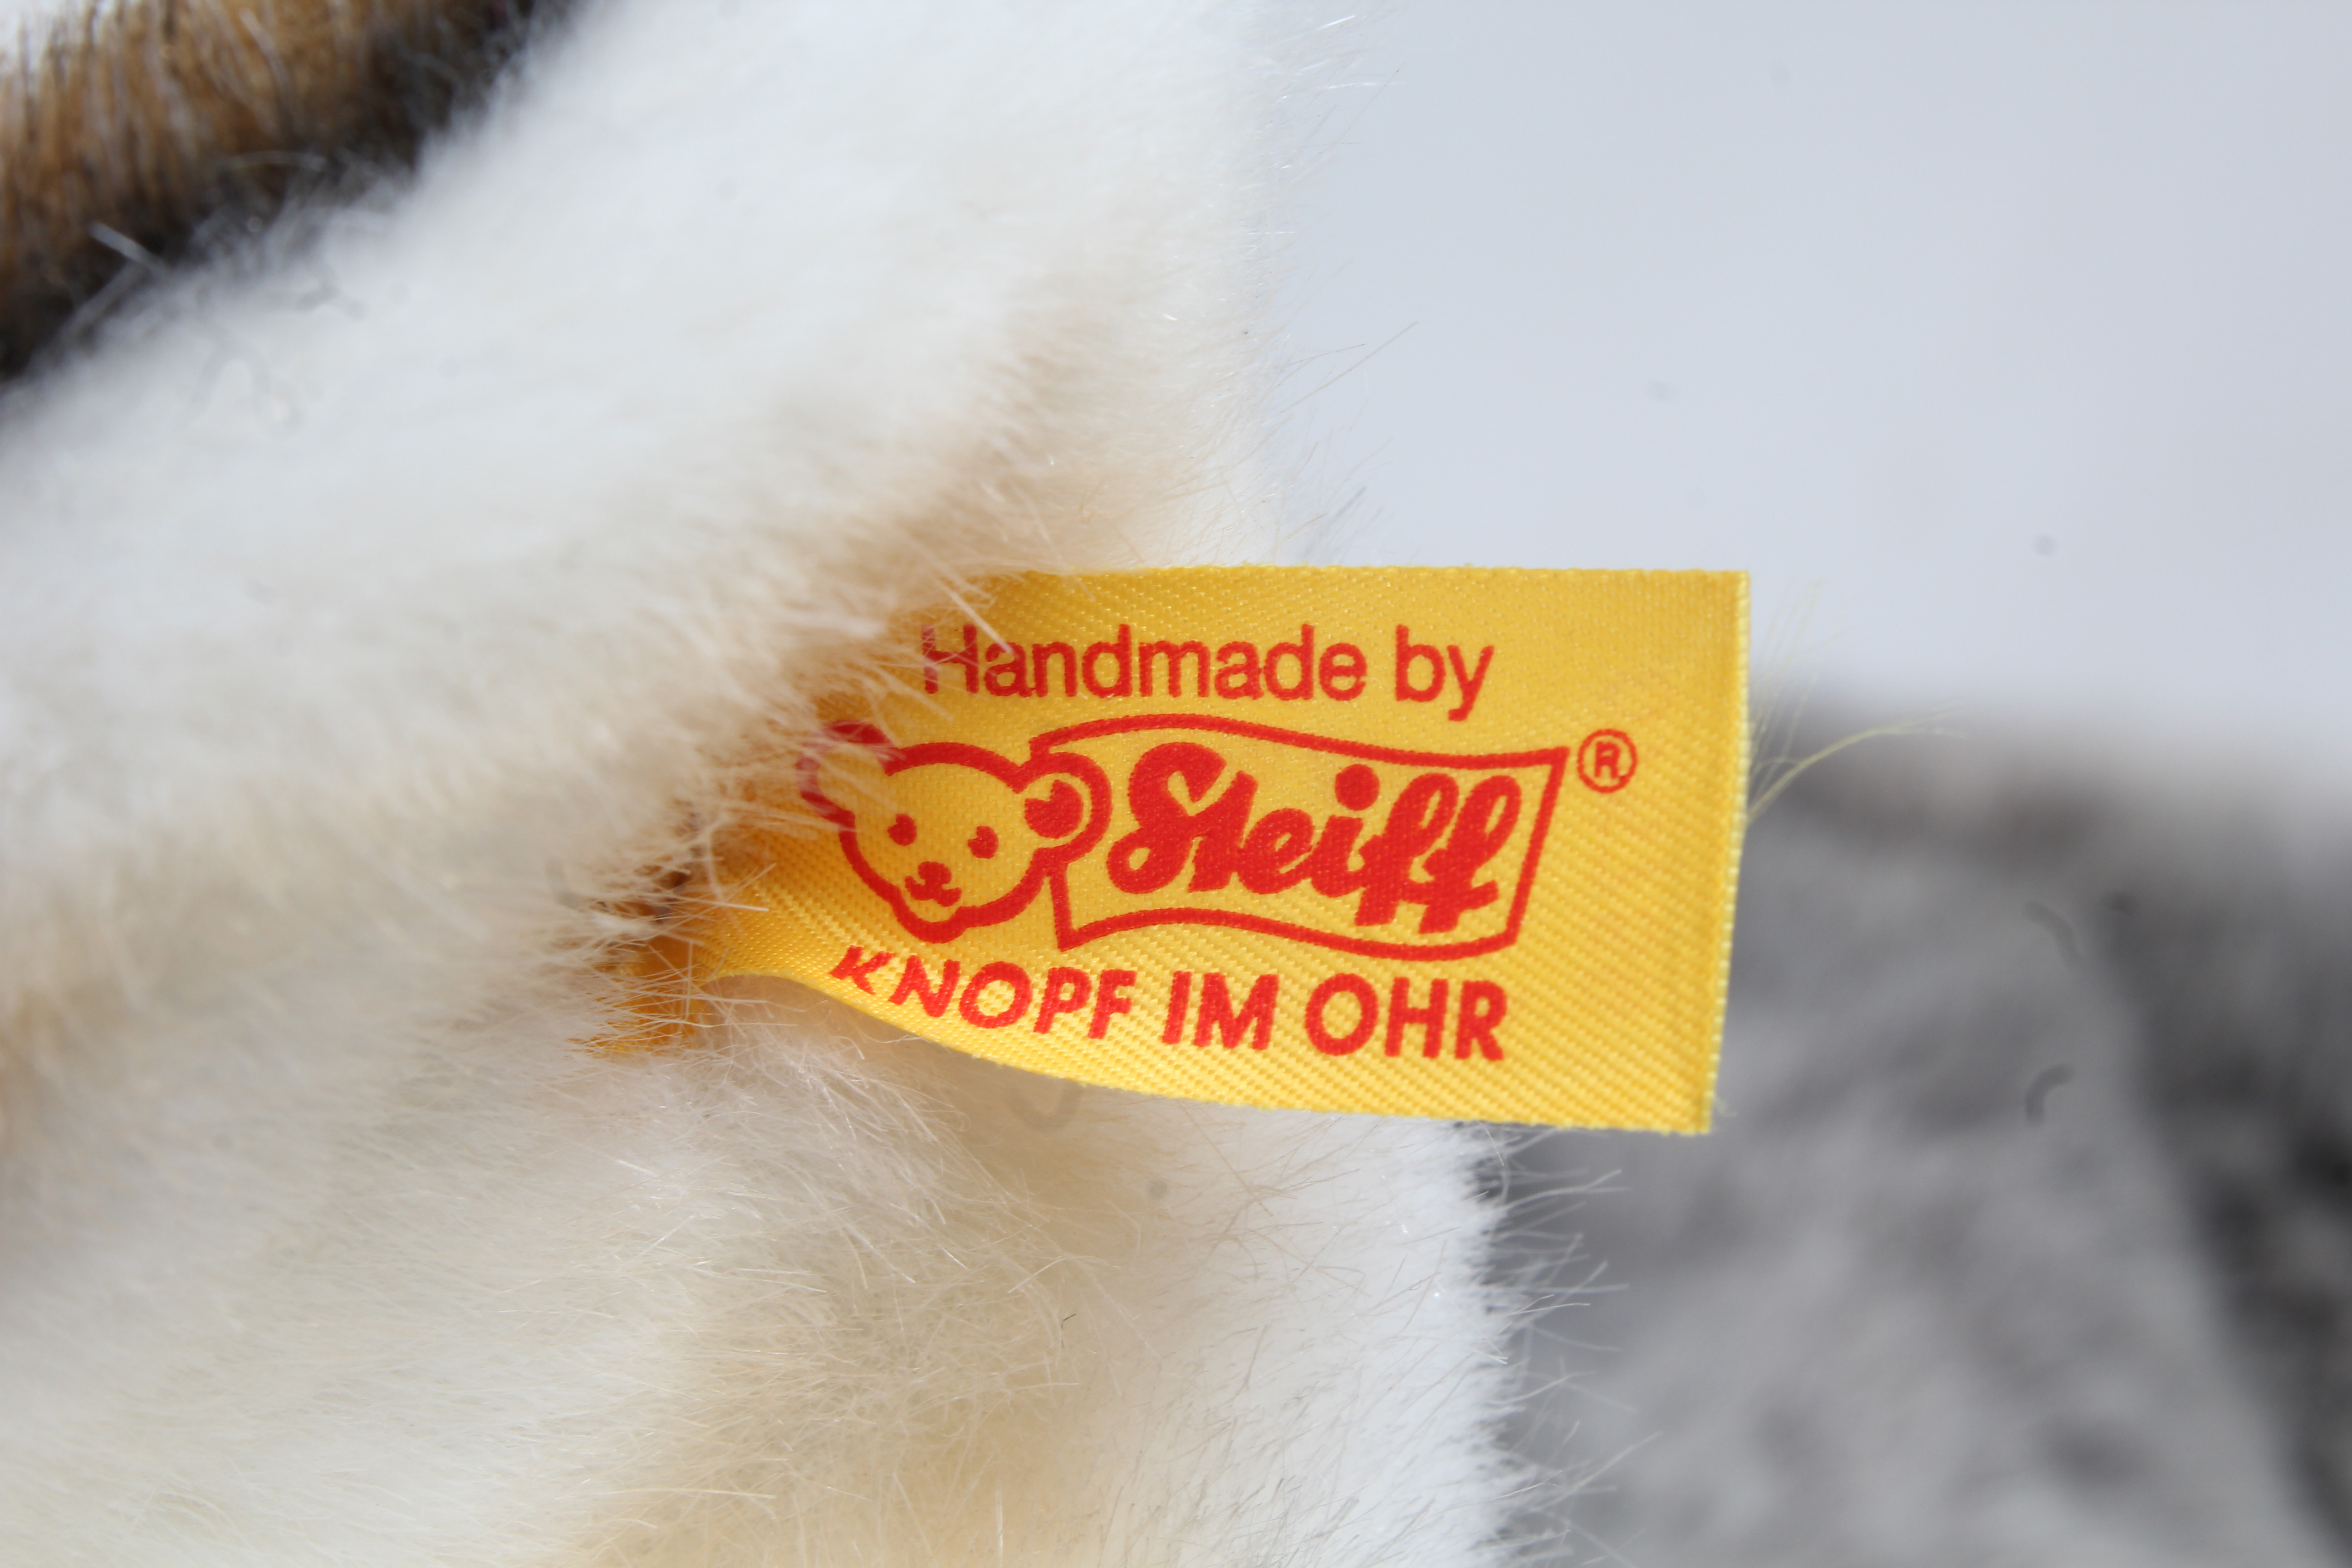 Handmade by
Steiff ®
KNOPF IM OHR